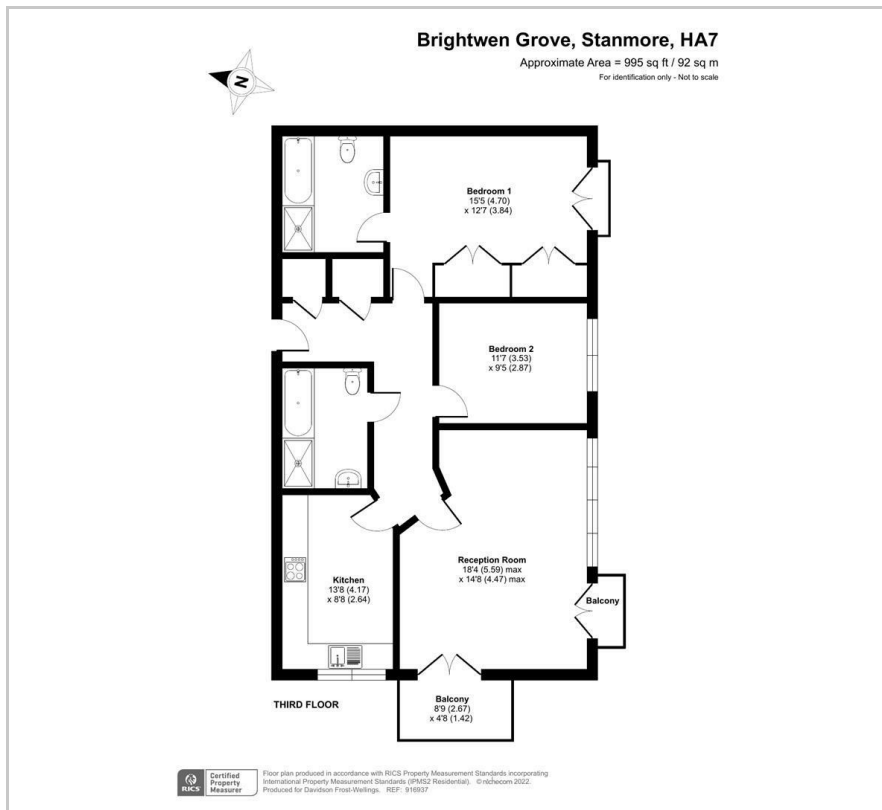 Brightwen Grove, Stanmore, HA7
Approximate Area = 995 sq ft / 92 sq m
For identification only - Not to scale
N
Bedroom 1
15'5 (4.70)
x 12'7 (3.84)
Bedroom 2
11'7 (3.53)
x 9'5 (2.87)
Reception Room
18'4 (5.59) max
x 14'8 (4.47) max
Kitchen
13'8 (4.17)
x 8'8 (2.64)
Balcony
Balcony
8'9 (2.67)
x 4'8 (1.42)
THIRD FLOOR
RICS
Certified
Property
Measurer
Floor plan produced in accordance with RICS Property Measurement Standards incorporating
International Property Measurement Standards (IPMS2 Residential). © nichecom 2022.
Produced for Davidson Frost-Wellings. REF: 916937